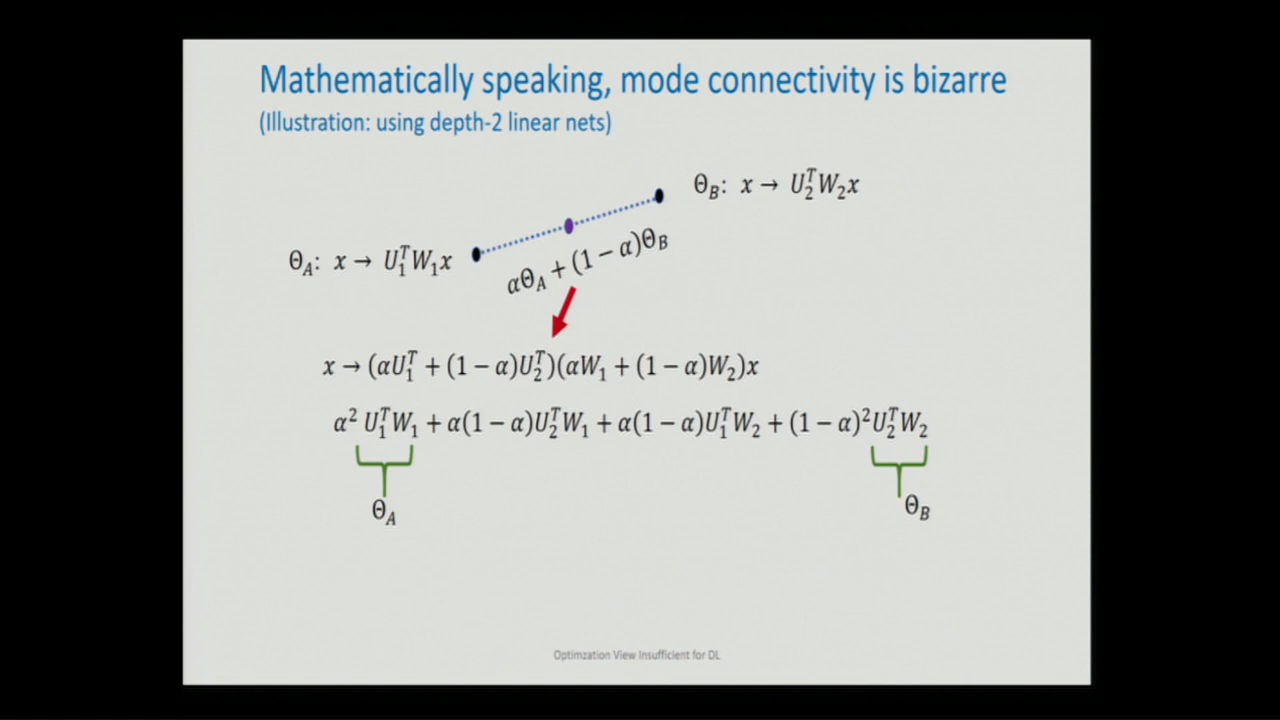 Mathematically speaking, mode connectivity is bizarre
(Illustration: using depth-2 linear nets)
Θ_B: x → U_2^T W_2 x
Θ_A: x → U_1^T W_1 x
αΘ_A + (1 − α)Θ_B
x → (αU_1^T + (1 − α)U_2^T)(αW_1 + (1 − α)W_2)x
α² U_1^T W_1 + α(1 − α)U_2^T W_1 + α(1 − α)U_1^T W_2 + (1 − α)² U_2^T W_2
Θ_A
Θ_B
Optimzation View Insufficient for DL